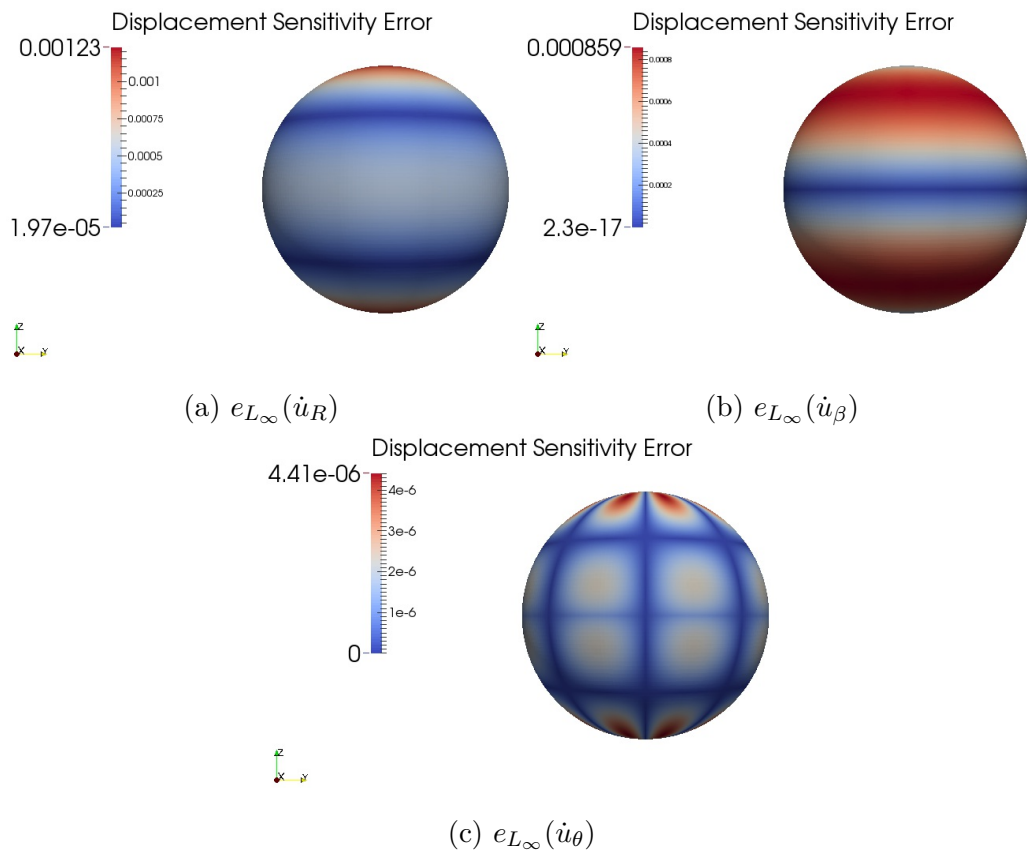 Displacement Sensitivity Error
0.00123
0.001
0.00075
0.0005
0.00025
1.97e-05
Z
X Y
(a) $e_{L_\infty}(\dot{u}_R)$
Displacement Sensitivity Error
0.000859
0.0008
0.0006
0.0004
0.0002
2.3e-17
Z
X Y
(b) $e_{L_\infty}(\dot{u}_\beta)$
Displacement Sensitivity Error
4.41e-06
4e-6
3e-6
2e-6
1e-6
0
Z
X Y
(c) $e_{L_\infty}(\dot{u}_\theta)$